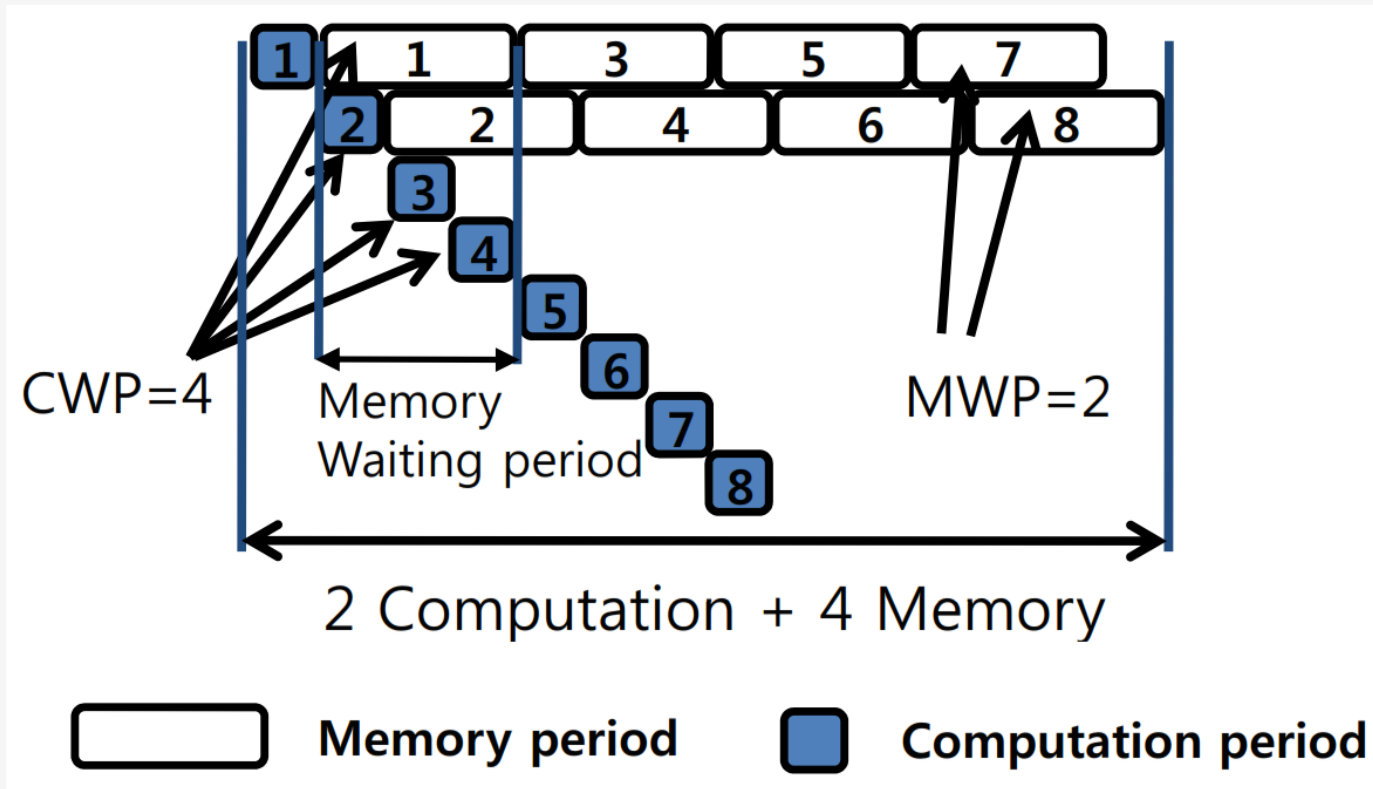 1 1 3 5 7
2 2 4 6 8
3
4
5
6
7
8
CWP=4
Memory
Waiting period
MWP=2
2 Computation + 4 Memory
Memory period
Computation period